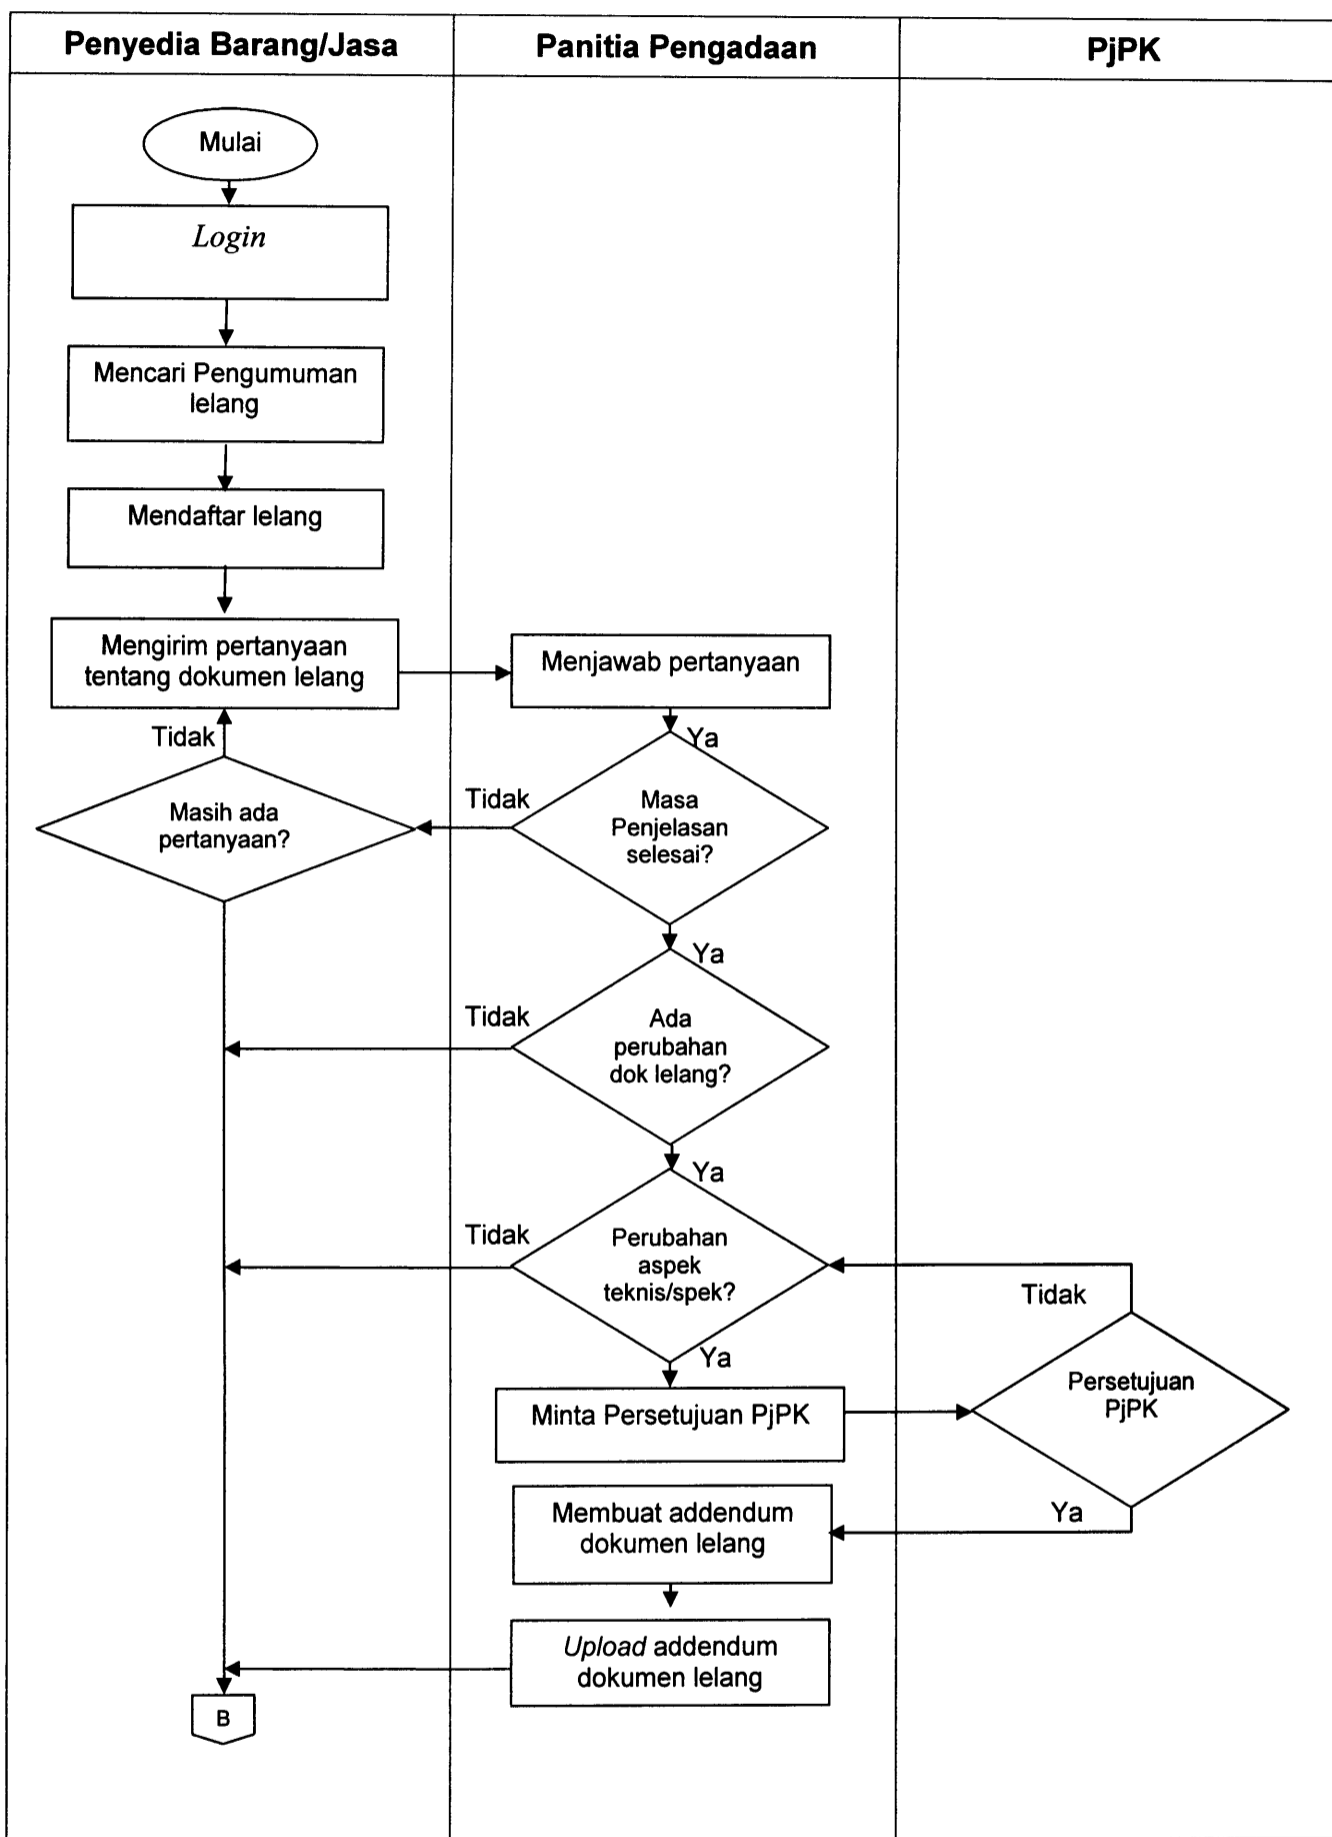 Penyedia Barang/Jasa
Panitia Pengadaan
PjPK
Mulai
Login
Mencari Pengumuman
lelang
Mendaftar lelang
Mengirim pertanyaan
tentang dokumen lelang
Menjawab pertanyaan
Tidak
Ya
Masih ada
pertanyaan?
Tidak
Masa
Penjelasan
selesai?
Ya
Tidak
Ada
perubahan
dok lelang?
Ya
Tidak
Perubahan
aspek
teknis/spek?
Tidak
Ya
Minta Persetujuan PjPK
Persetujuan
PjPK
Membuat addendum
dokumen lelang
Ya
Upload addendum
dokumen lelang
B